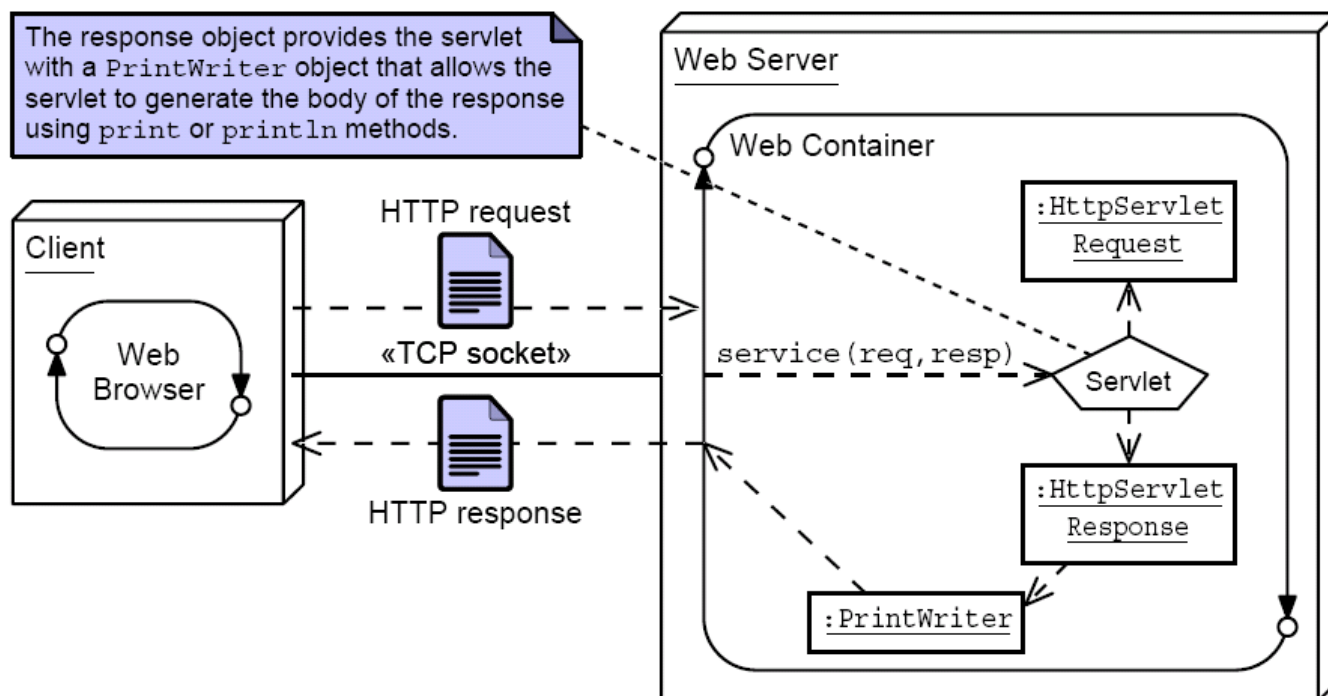 The response object provides the servlet
with a PrintWriter object that allows the
servlet to generate the body of the response
using print or println methods.
Web Server
Web Container
HTTP request
:HttpServlet
Request
Client
Web
Browser
«TCP socket»
service(req,resp)
Servlet
HTTP response
:HttpServlet
Response
:PrintWriter